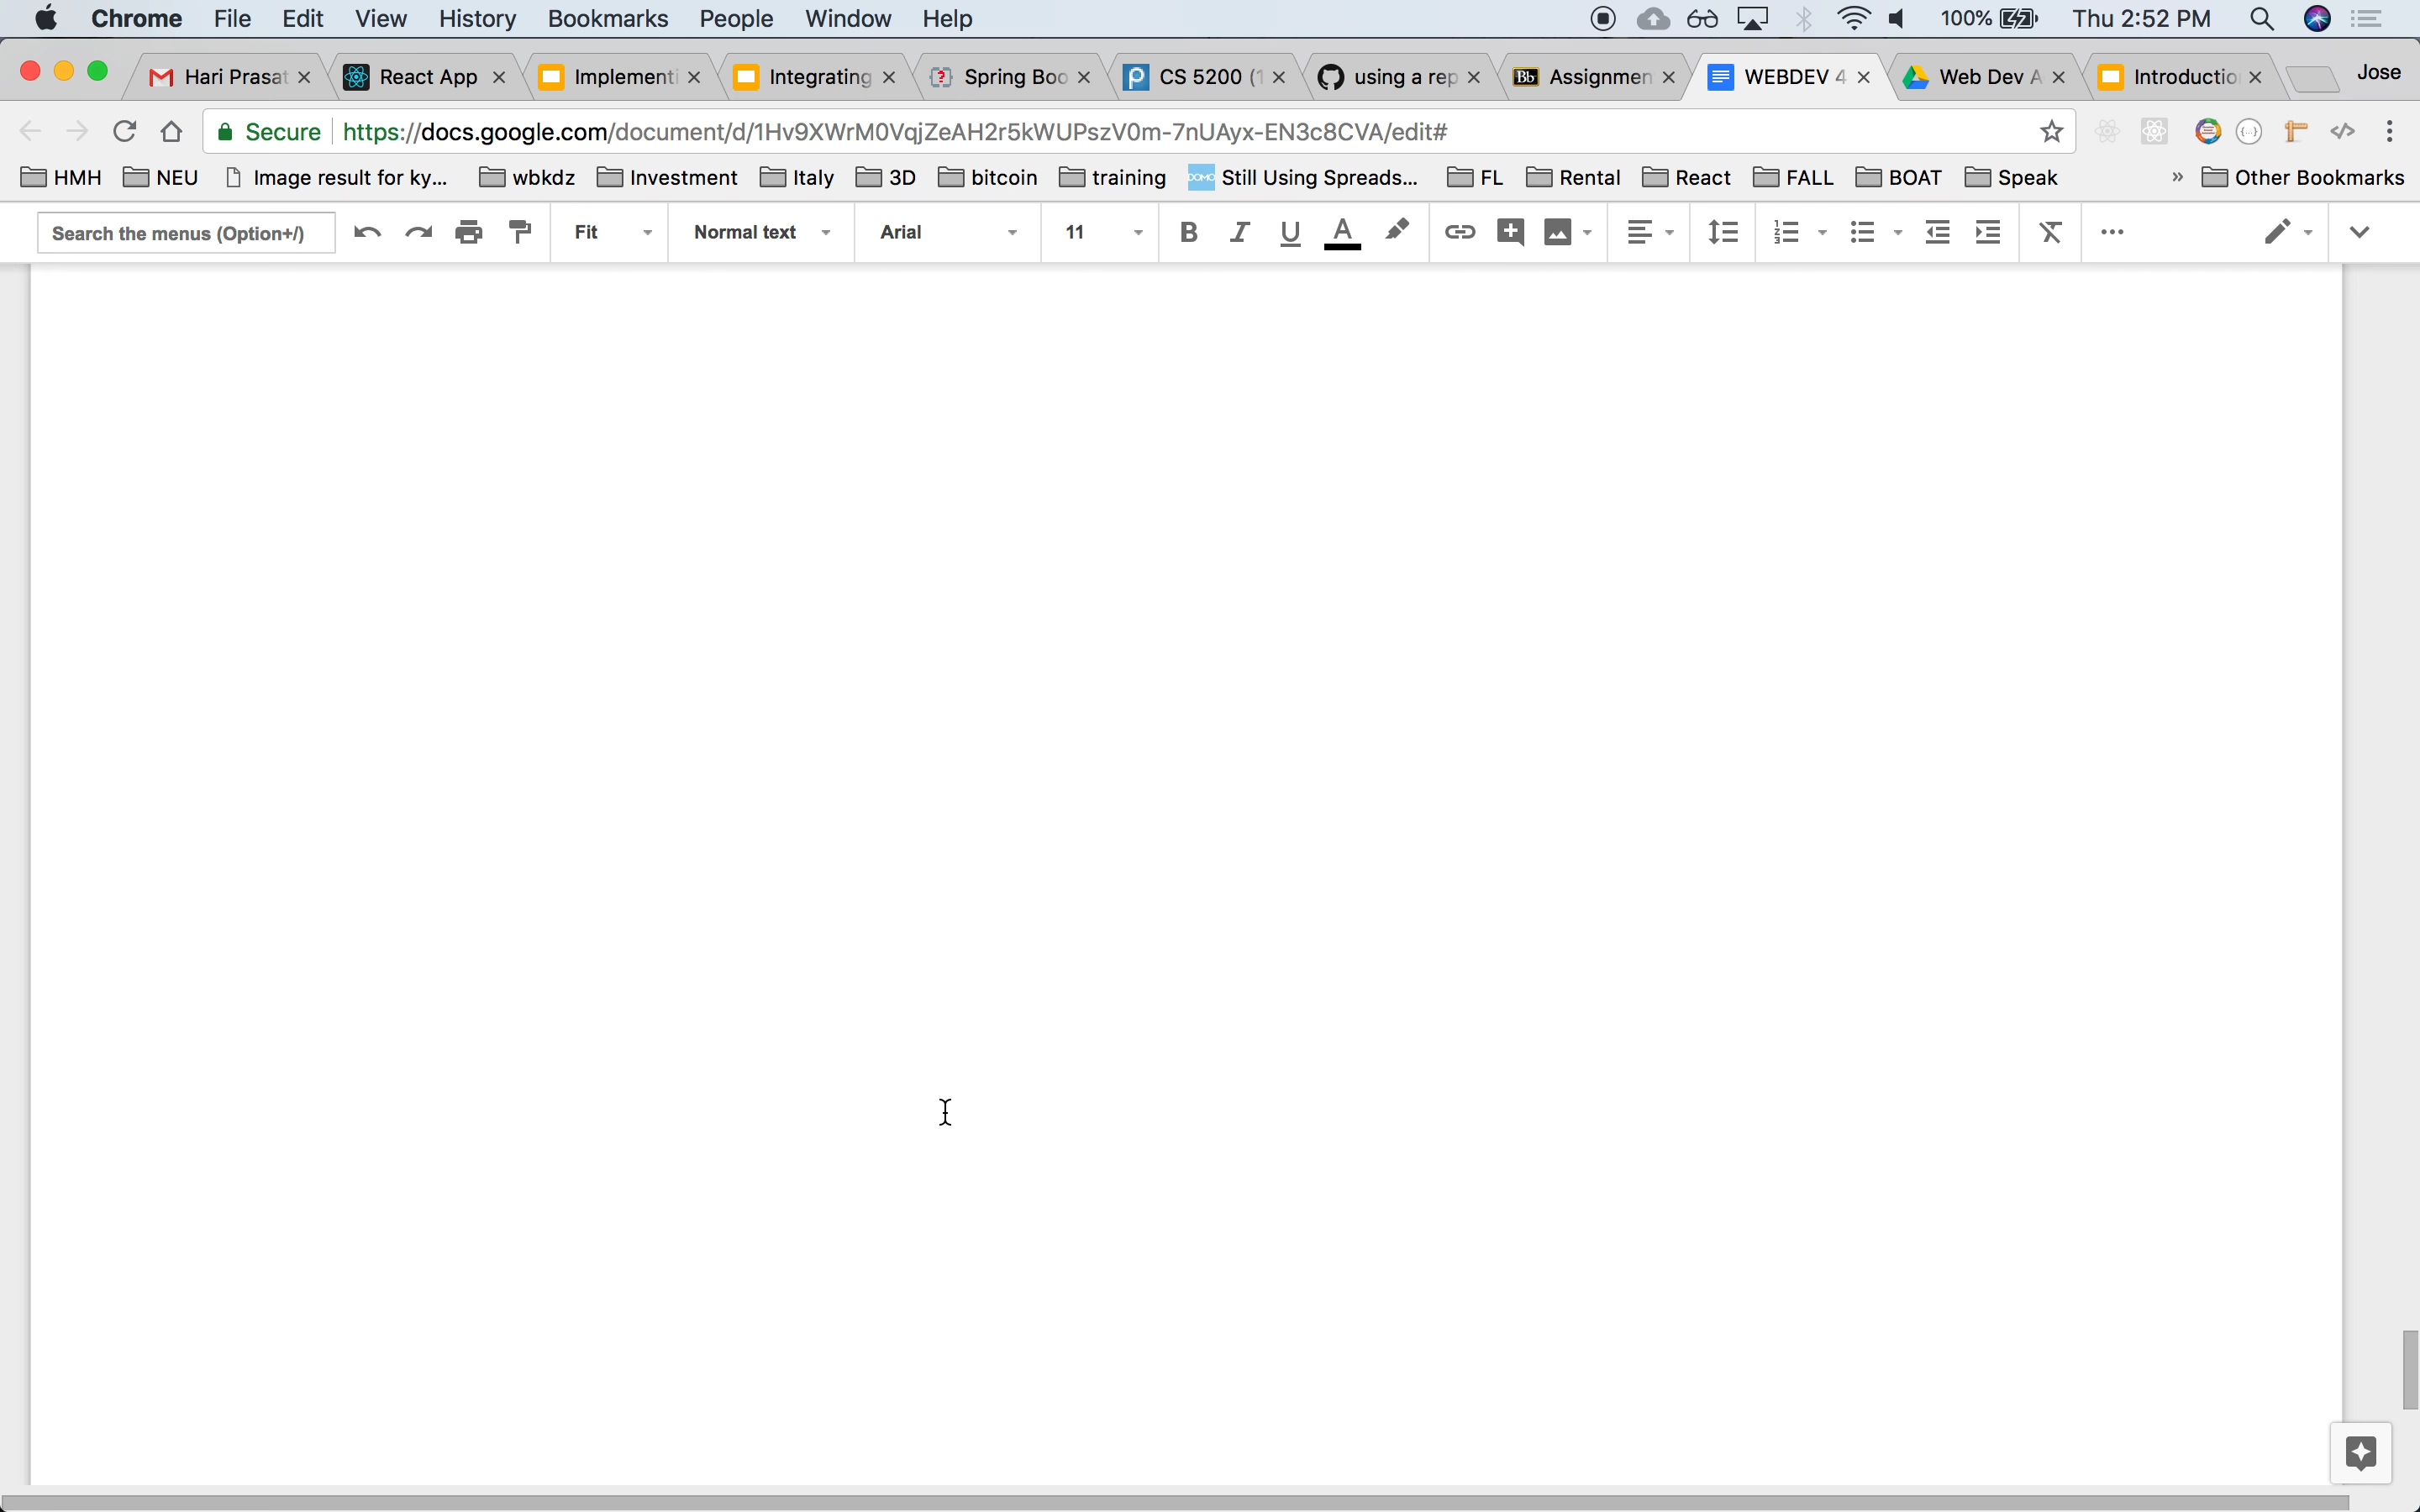 Chrome File Edit View History Bookmarks People Window Help 100% Thu 2:52 PM
Hari Prasat React App Implementi Integrating Spring Boo CS 5200 (1 using a rep Assignmen WEBDEV 4 Web Dev A Introductio Jose
Secure https://docs.google.com/document/d/1Hv9XWrM0VqjZeAH2r5kWUPszV0m-7nUAyx-EN3c8CVA/edit#
HMH NEU Image result for ky... wbkdz Investment Italy 3D bitcoin training DOMO Still Using Spreads... FL Rental React FALL BOAT Speak » Other Bookmarks
Search the menus (Option+/) Fit Normal text Arial 11 B I U A